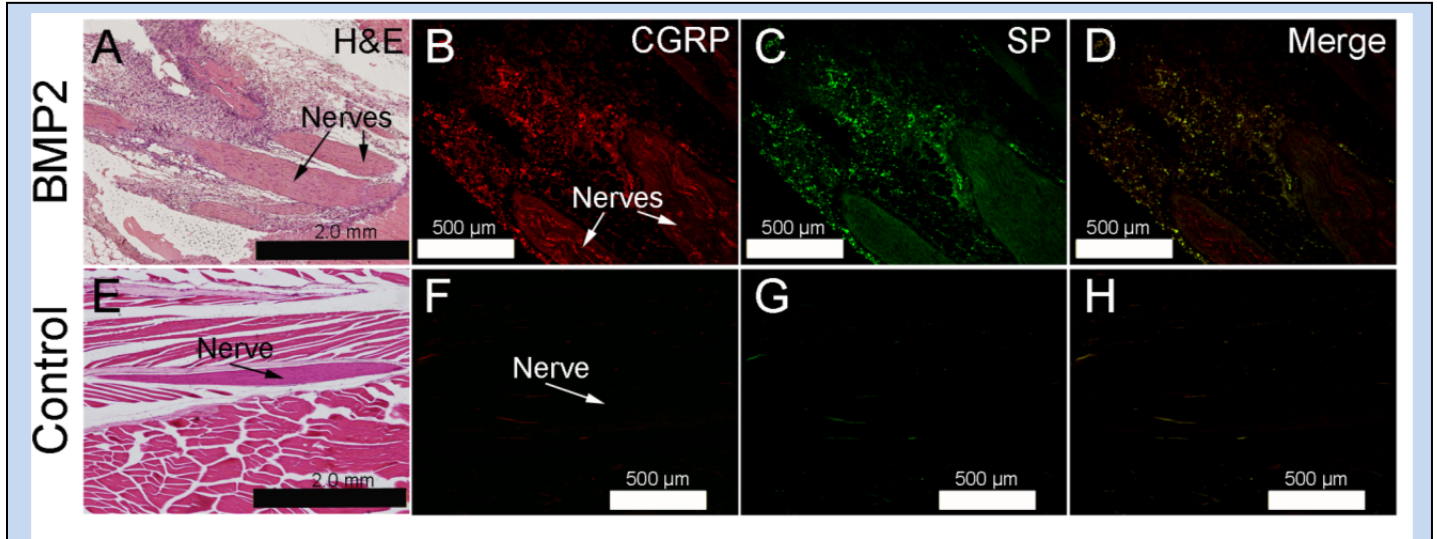 BMP2
A H&E
Nerves
2.0 mm
B CGRP
Nerves
500 µm
C SP
500 µm
D Merge
500 µm
Control
E
Nerve
2.0 mm
F
Nerve
500 µm
G
500 µm
H
500 µm